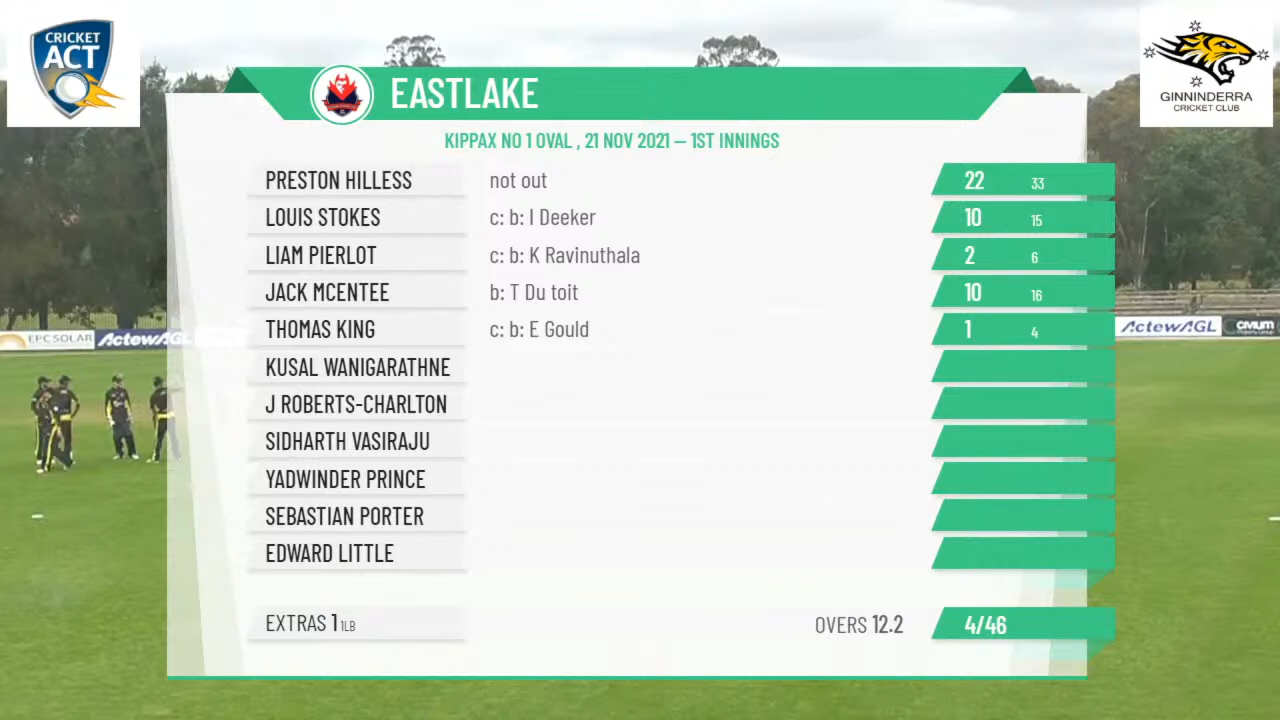 CRICKET
ACT
GINNINDERRA
CRICKET CLUB
EASTLAKE
KIPPAX NO 1 OVAL , 21 NOV 2021 – 1ST INNINGS
PRESTON HILLESS not out 22 33
LOUIS STOKES c: b: I Deeker 10 15
LIAM PIERLOT c: b: K Ravinuthala 2 6
JACK MCENTEE b: T Du toit 10 16
THOMAS KING c: b: E Gould 1 4
KUSAL WANIGARATHNE
J ROBERTS-CHARLTON
SIDHARTH VASIRAJU
YADWINDER PRINCE
SEBASTIAN PORTER
EDWARD LITTLE
EXTRAS 1 1LB OVERS 12.2 4/46
EPC SOLAR ActewAGL
ActewAGL CIVIUM